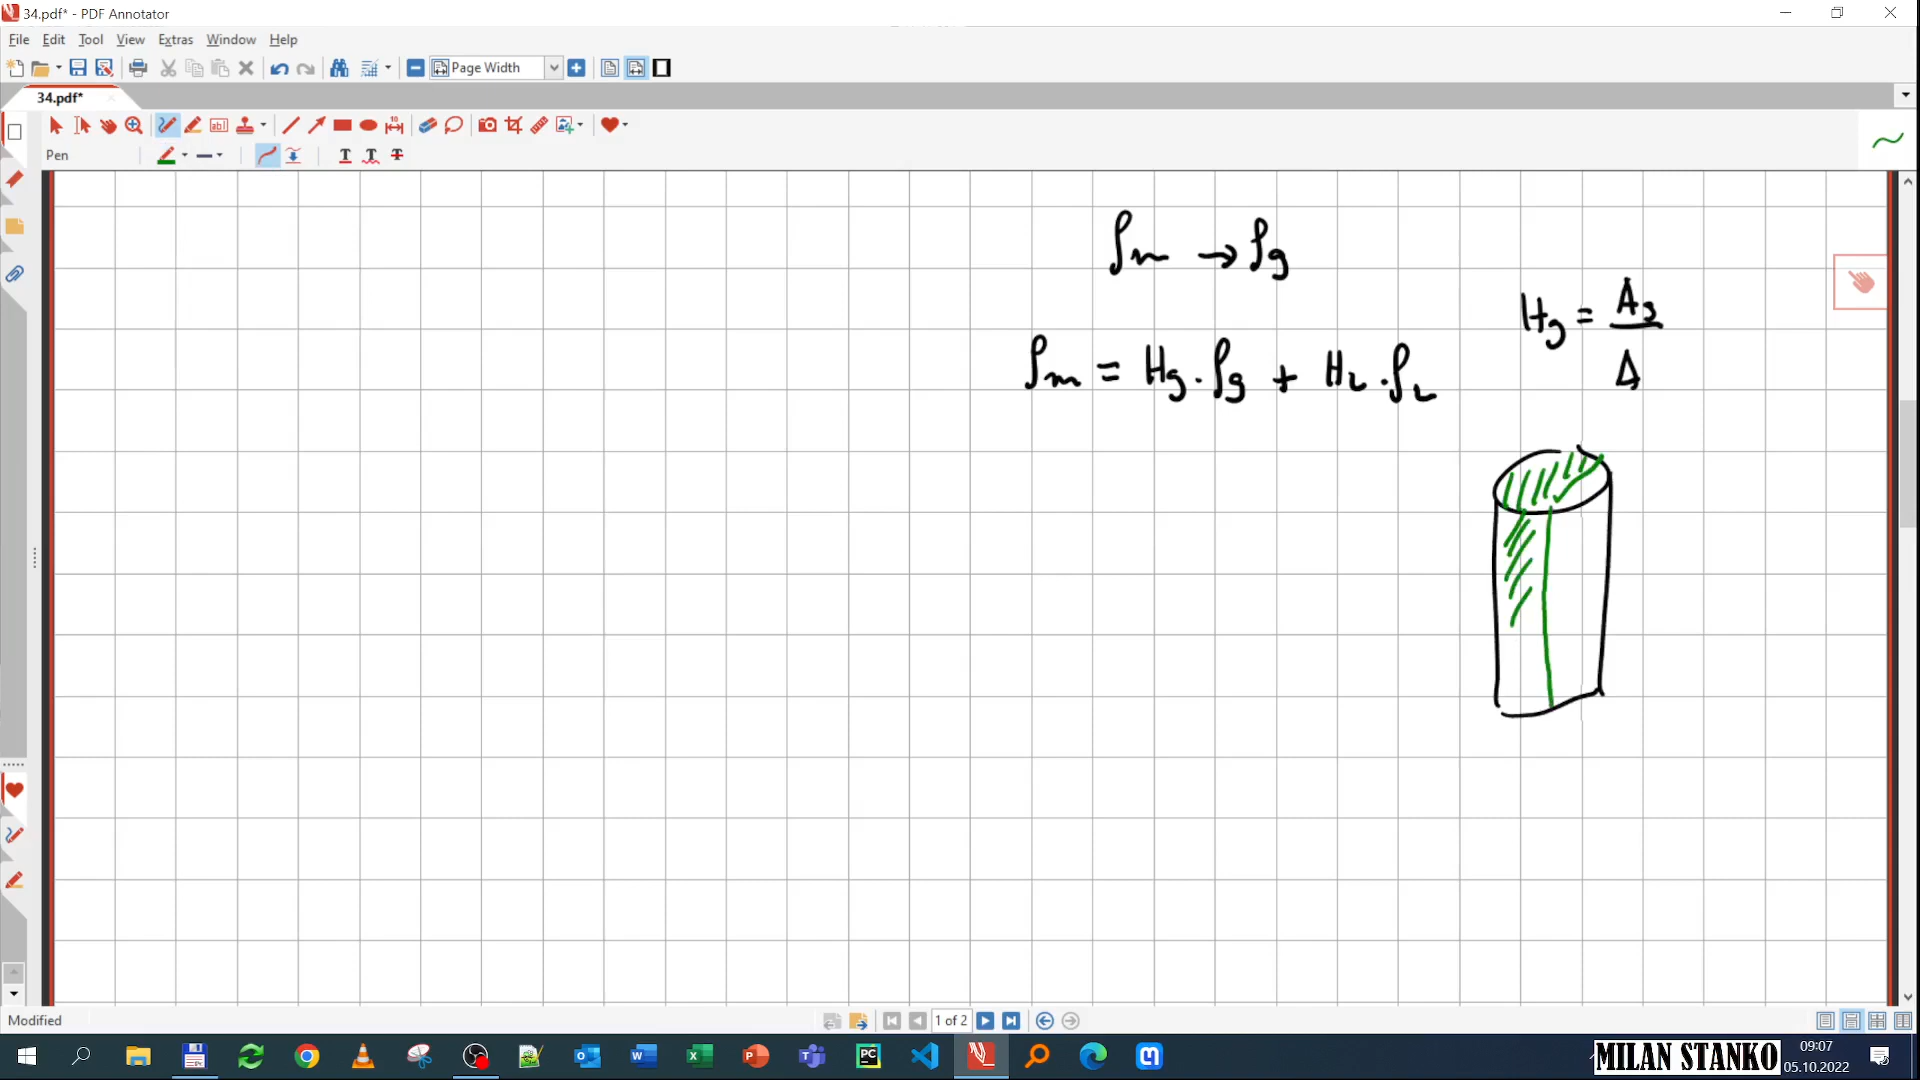 34.pdf* - PDF Annotator
File Edit Tool View Extras Window Help
Page Width
34.pdf*
Pen
ρm → ρg
Hg = Ag / A
ρm = Hg · ρg + HL · ρL
Modified
1 of 2
MILAN STANKO
09:07
05.10.2022